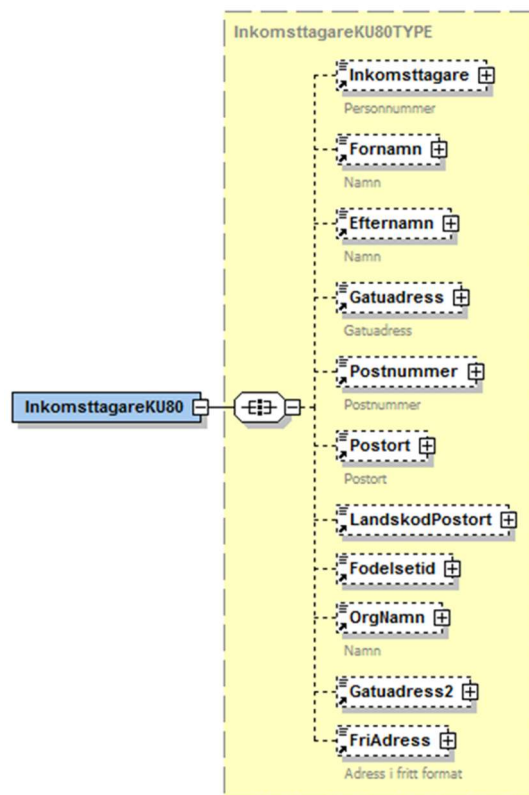 InkomsttagareKU80TYPE
Inkomsttagare
Personnummer
Fornamn
Namn
Efternamn
Namn
Gatuadress
Gatuadress
Postnummer
Postnummer
InkomsttagareKU80
Postort
Postort
LandskodPostort
Fodelsetid
OrgNamn
Namn
Gatuadress2
FriAdress
Adress i fritt format